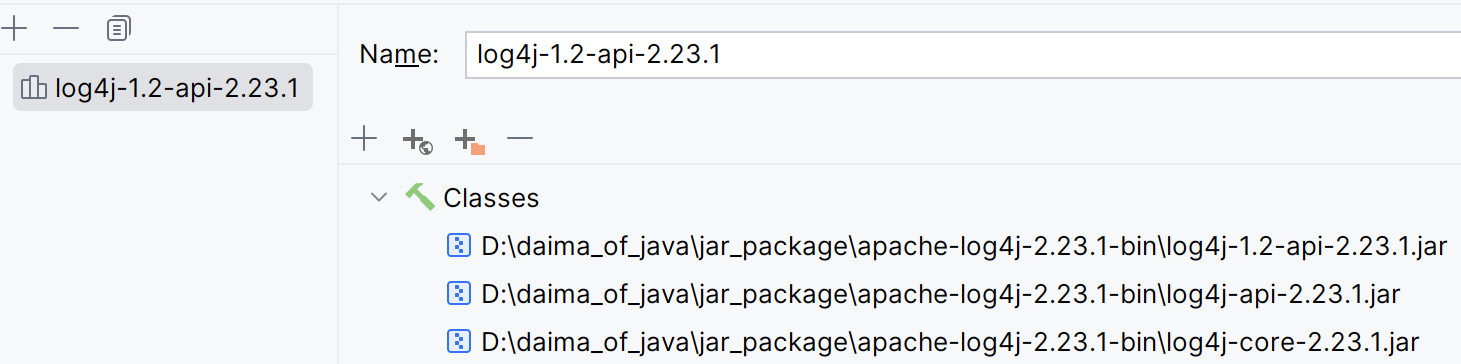 Name: log4j-1.2-api-2.23.1
log4j-1.2-api-2.23.1
Classes
D:\daima_of_java\jar_package\apache-log4j-2.23.1-bin\log4j-1.2-api-2.23.1.jar
D:\daima_of_java\jar_package\apache-log4j-2.23.1-bin\log4j-api-2.23.1.jar
D:\daima_of_java\jar_package\apache-log4j-2.23.1-bin\log4j-core-2.23.1.jar